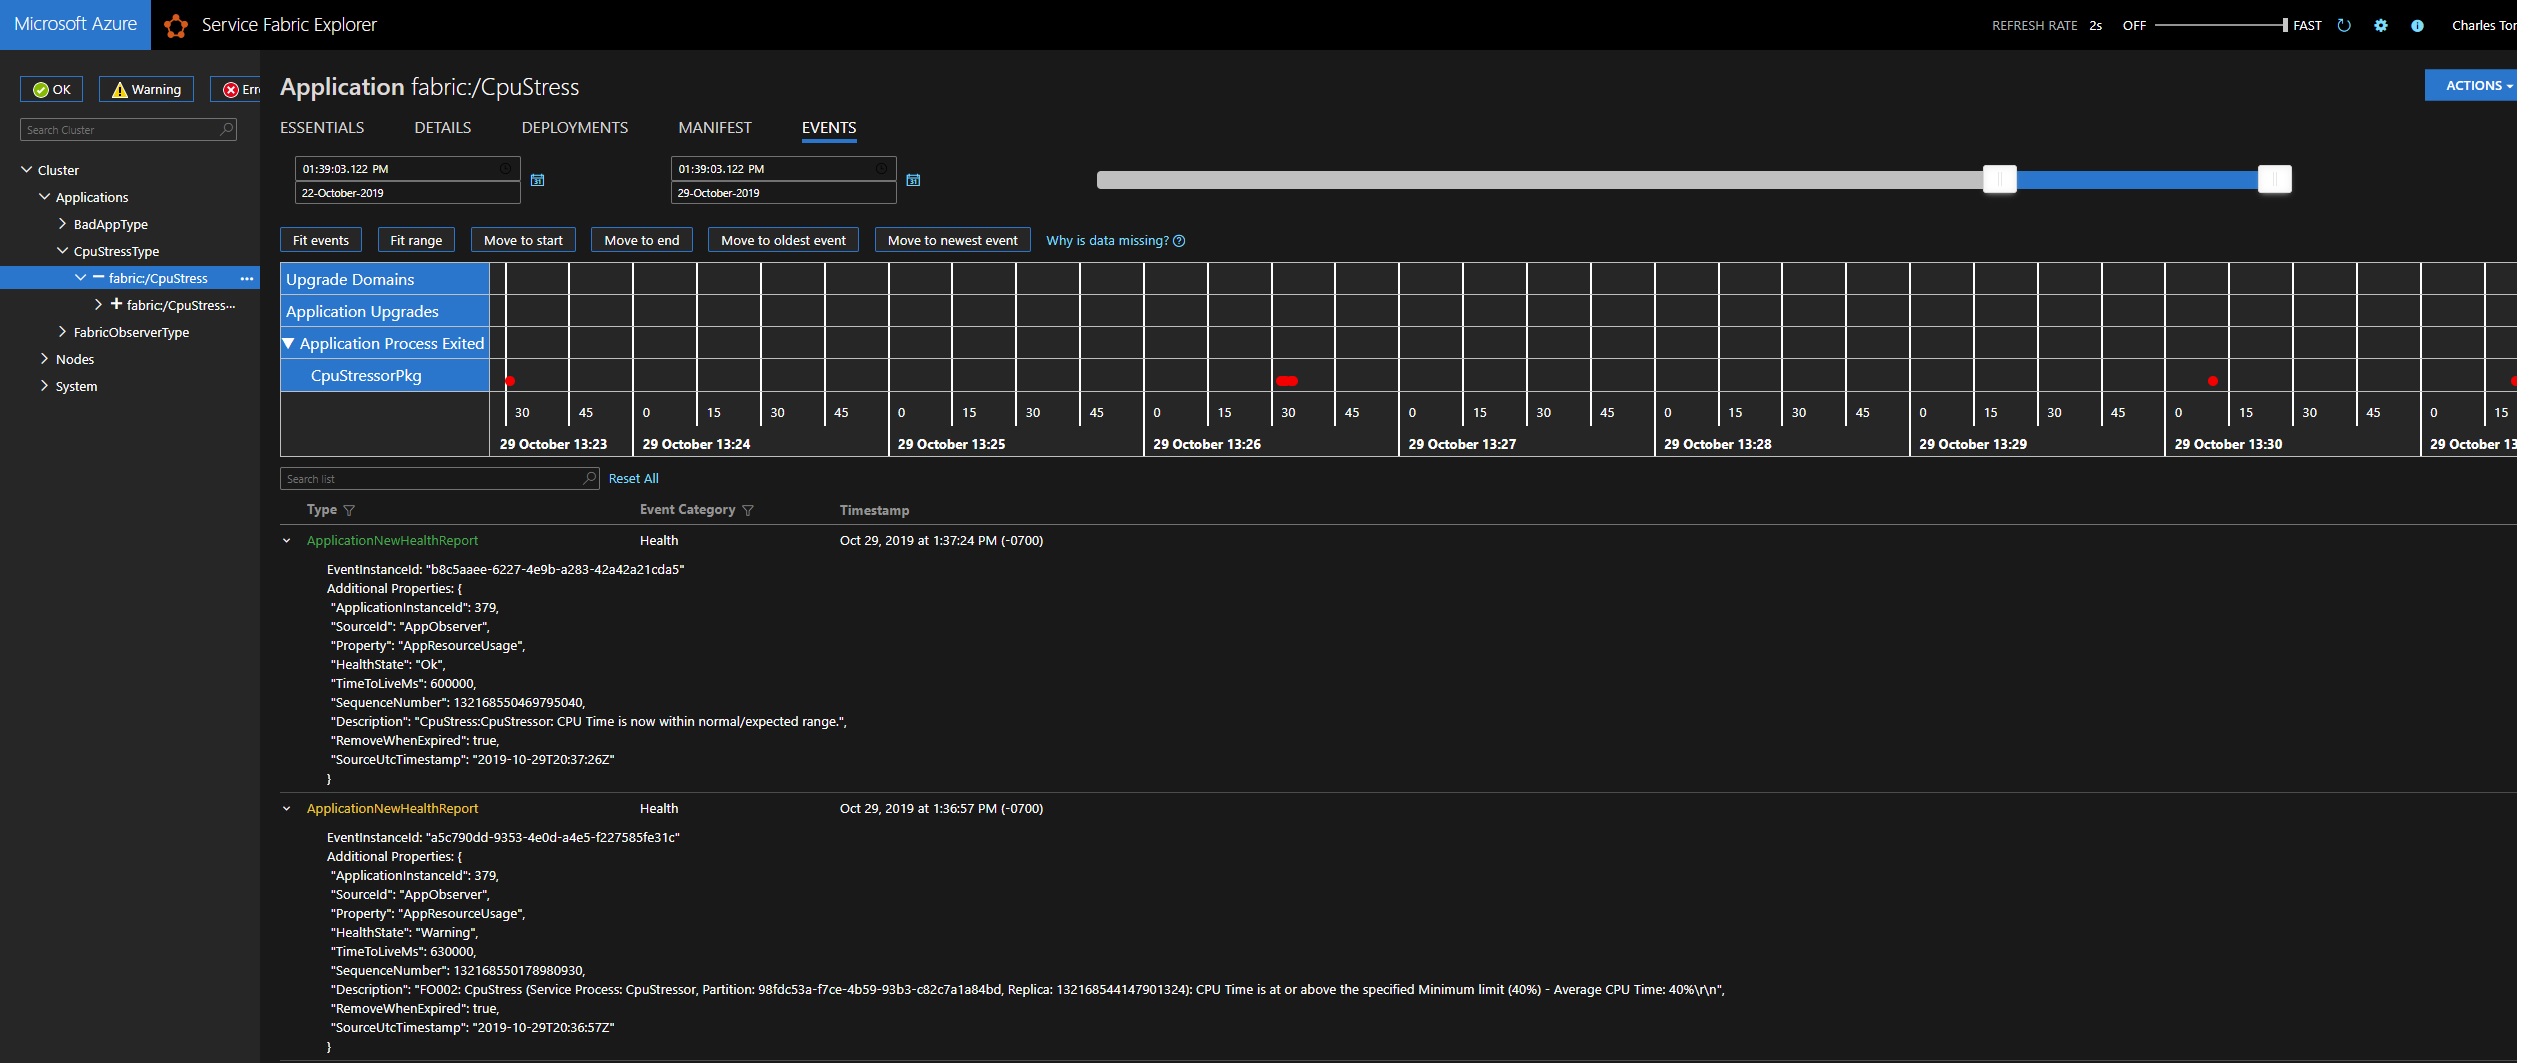 Microsoft Azure
Service Fabric Explorer
REFRESH RATE 2s OFF FAST
Charles Tor
OK Warning Err
Search Cluster
Cluster
Applications
BadAppType
CpuStressType
fabric:/CpuStress ...
fabric:/CpuStress...
FabricObserverType
Nodes
System
Application fabric:/CpuStress
ACTIONS
ESSENTIALS DETAILS DEPLOYMENTS MANIFEST EVENTS
01:39:03.122 PM 01:39:03.122 PM
22-October-2019 29-October-2019
Fit events Fit range Move to start Move to end Move to oldest event Move to newest event Why is data missing?
Upgrade Domains
Application Upgrades
Application Process Exited
CpuStressorPkg
30 45 0 15 30 45 0 15 30 45 0 15 30 45 0 15 30 45 0 15 30 45 0 15 30 45 0 15 30 45 0 15
29 October 13:23 29 October 13:24 29 October 13:25 29 October 13:26 29 October 13:27 29 October 13:28 29 October 13:29 29 October 13:30 29 October 13
Search list Reset All
Type Event Category Timestamp
ApplicationNewHealthReport Health Oct 29, 2019 at 1:37:24 PM (-0700)
EventInstanceId: "b8c5aaee-6227-4e9b-a283-42a42a21cda5"
Additional Properties: {
"ApplicationInstanceId": 379,
"SourceId": "AppObserver",
"Property": "AppResourceUsage",
"HealthState": "Ok",
"TimeToLiveMs": 600000,
"SequenceNumber": 132168550469795040,
"Description": "CpuStress:CpuStressor: CPU Time is now within normal/expected range.",
"RemoveWhenExpired": true,
"SourceUtcTimestamp": "2019-10-29T20:37:26Z"
}
ApplicationNewHealthReport Health Oct 29, 2019 at 1:36:57 PM (-0700)
EventInstanceId: "a5c790dd-9353-4e0d-a4e5-f227585fe31c"
Additional Properties: {
"ApplicationInstanceId": 379,
"SourceId": "AppObserver",
"Property": "AppResourceUsage",
"HealthState": "Warning",
"TimeToLiveMs": 630000,
"SequenceNumber": 132168550178980930,
"Description": "FO002: CpuStress (Service Process: CpuStressor, Partition: 98fdc53a-f7ce-4b59-93b3-c82c7a1a84bd, Replica: 132168544147901324): CPU Time is at or above the specified Minimum limit (40%) - Average CPU Time: 40%\r\n",
"RemoveWhenExpired": true,
"SourceUtcTimestamp": "2019-10-29T20:36:57Z"
}